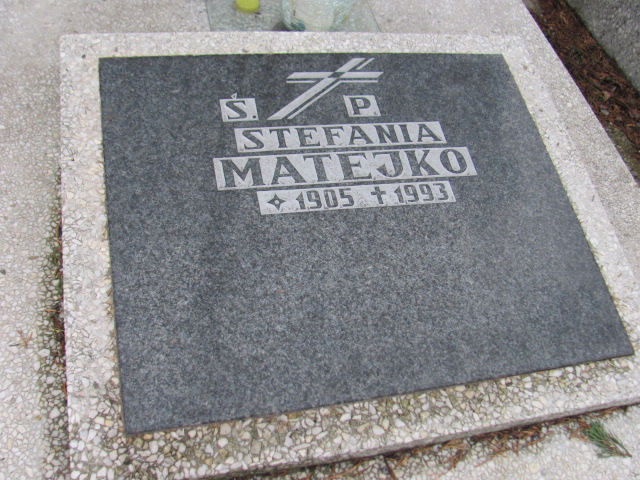 Ś. P.
STEFANIA
MATEJKO
✧ 1905 ✝ 1993